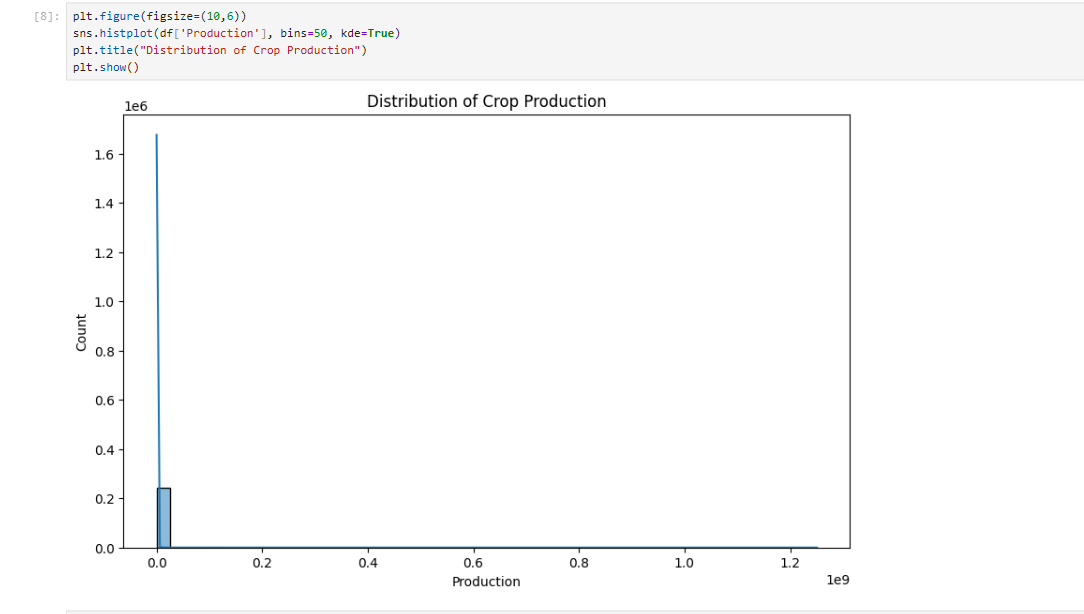 [8]: plt.figure(figsize=(10,6))
sns.histplot(df['Production'], bins=50, kde=True)
plt.title("Distribution of Crop Production")
plt.show()
Distribution of Crop Production
1e6
1.6
1.4
1.2
1.0
0.8
0.6
0.4
0.2
0.0
Count
0.0 0.2 0.4 0.6 0.8 1.0 1.2
1e9
Production